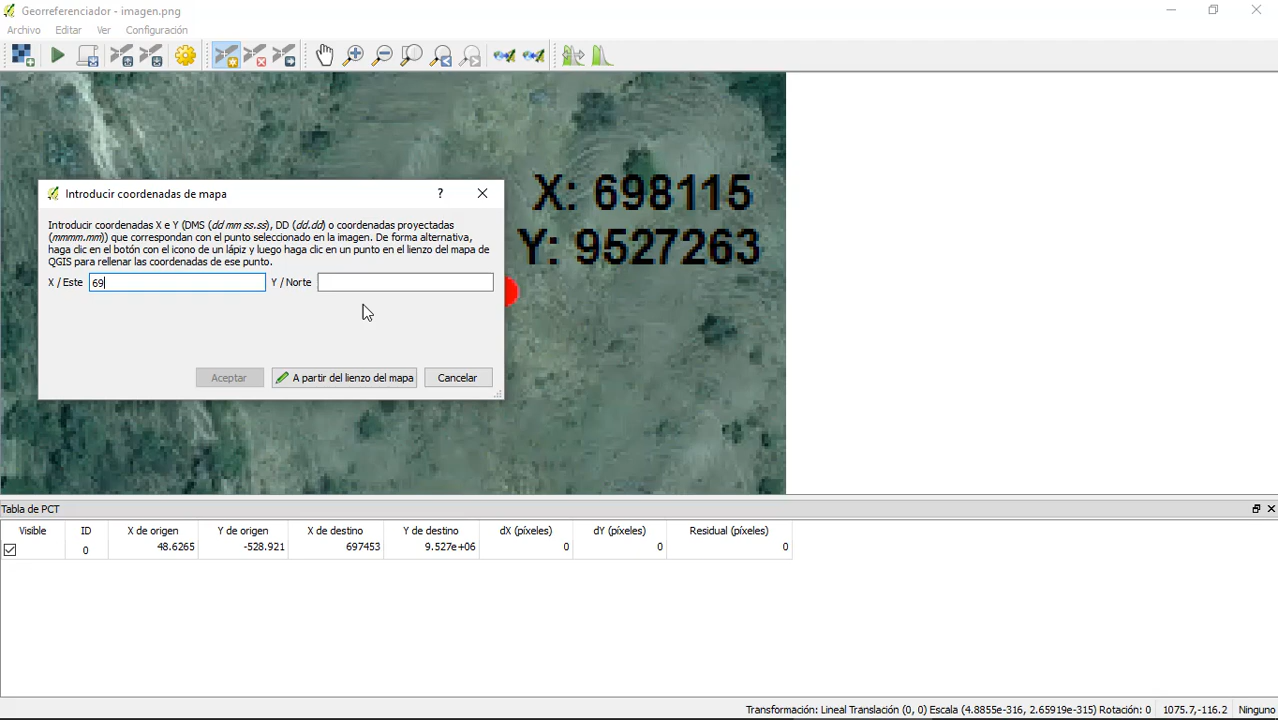 Georreferenciador - imagen.png
Archivo Editar Ver Configuración
X: 698115
Y: 9527263
Introducir coordenadas de mapa ?
Introducir coordenadas X e Y (DMS (dd mm ss.ss), DD (dd.dd) o coordenadas proyectadas
(mmmm.mm)) que correspondan con el punto seleccionado en la imagen. De forma alternativa,
haga clic en el botón con el icono de un lápiz y luego haga clic en un punto en el lienzo del mapa de
QGIS para rellenar las coordenadas de ese punto.
X / Este 69 Y / Norte
Aceptar A partir del lienzo del mapa Cancelar
Tabla de PCT
Visible ID X de origen Y de origen X de destino Y de destino dX (píxeles) dY (píxeles) Residual (píxeles)
0 48.6265 -528.921 697453 9.527e+06 0 0 0
Transformación: Lineal Translación (0, 0) Escala (4.8855e-316, 2.65919e-315) Rotación: 0 1075.7,-116.2 Ninguno